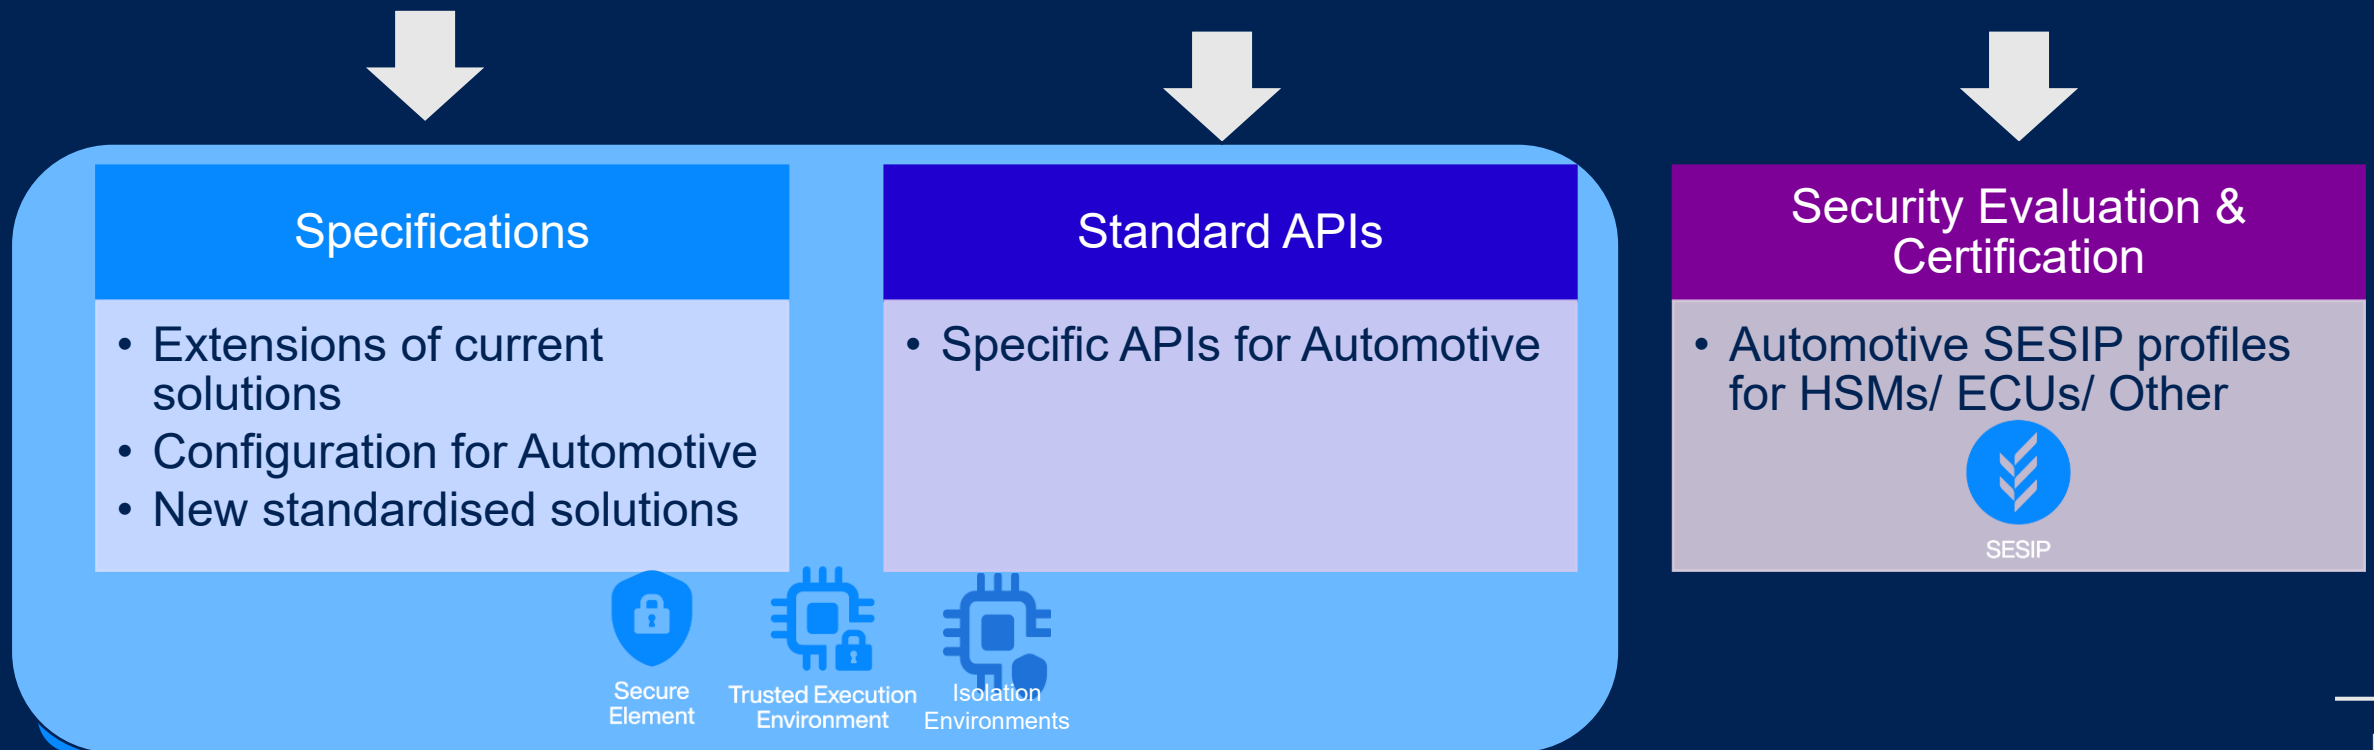 Specifications
• Extensions of current
solutions
• Configuration for Automotive
• New standardised solutions
Standard APIs
• Specific APIs for Automotive
Security Evaluation &
Certification
• Automotive SESIP profiles
for HSMs/ ECUs/ Other
SESIP
Secure
Element
Trusted Execution
Environment
Isolation
Environments